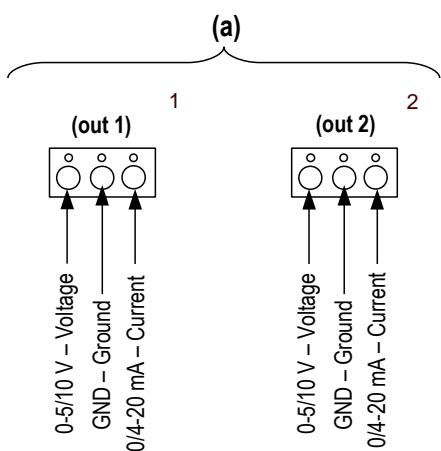 (a)
1
2
(out 1)
(out 2)
0-5/10 V – Voltage
GND – Ground
0/4-20 mA – Current
0-5/10 V – Voltage
GND – Ground
0/4-20 mA – Current